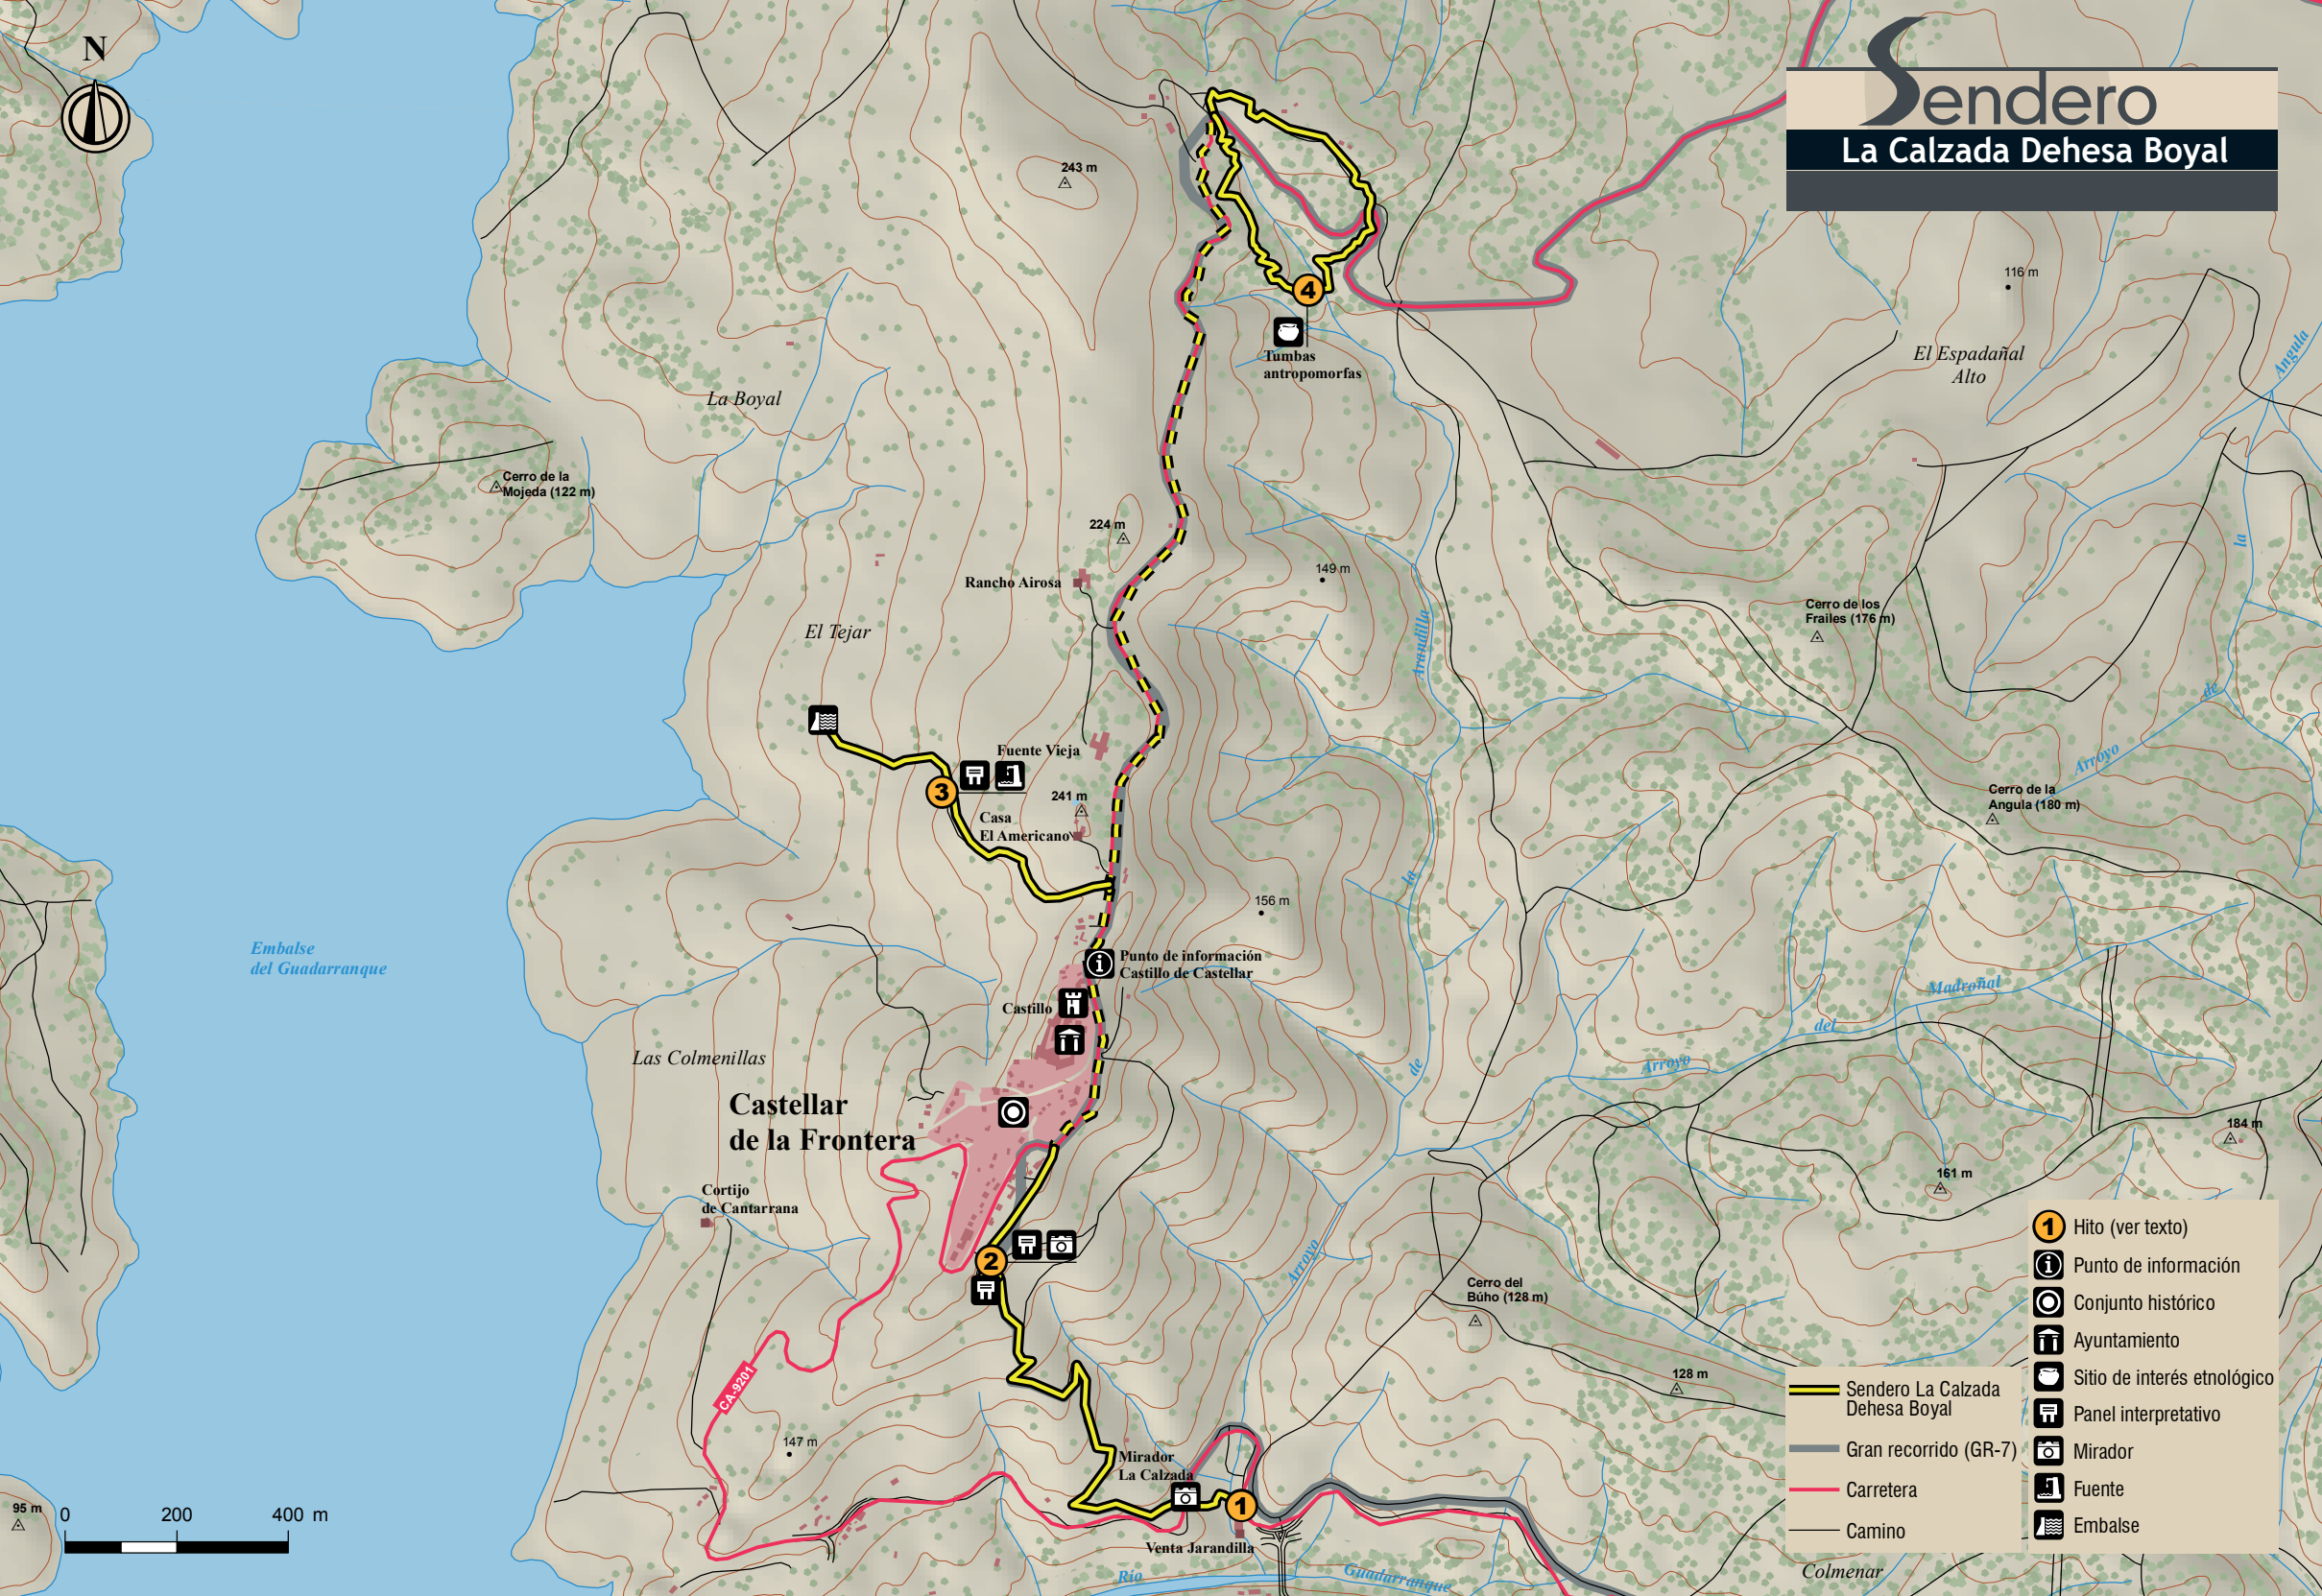 N
Sendero
La Calzada Dehesa Boyal
243 m
116 m
El Espadañal
Alto
Angula
4
Tumbas
antropomorfas
La Boyal
Cerro de la
Mojeda (122 m)
224 m
la
149 m
Rancho Airosa
Cerro de los
Frailes (176 m)
El Tejar
Arandilla
de
Fuente Vieja
Arroyo
3
241 m
Cerro de la
Angula (180 m)
Casa
El Americano
la
156 m
Embalse
del Guadarranque
Punto de información
Castillo de Castellar
Castillo
Madroñal
del
Las Colmenillas
Arroyo
de
Castellar
de la Frontera
184 m
161 m
Cortijo
de Cantarrana
2
Arroyo
Cerro del
Búho (128 m)
128 m
CA-9201
147 m
Mirador
La Calzada
1
Venta Jarandilla
95 m
0 200 400 m
Río
Guadarranque
Colmenar
1 Hito (ver texto)
Punto de información
Conjunto histórico
Ayuntamiento
Sitio de interés etnológico
Panel interpretativo
Mirador
Fuente
Embalse
Sendero La Calzada
Dehesa Boyal
Gran recorrido (GR-7)
Carretera
Camino